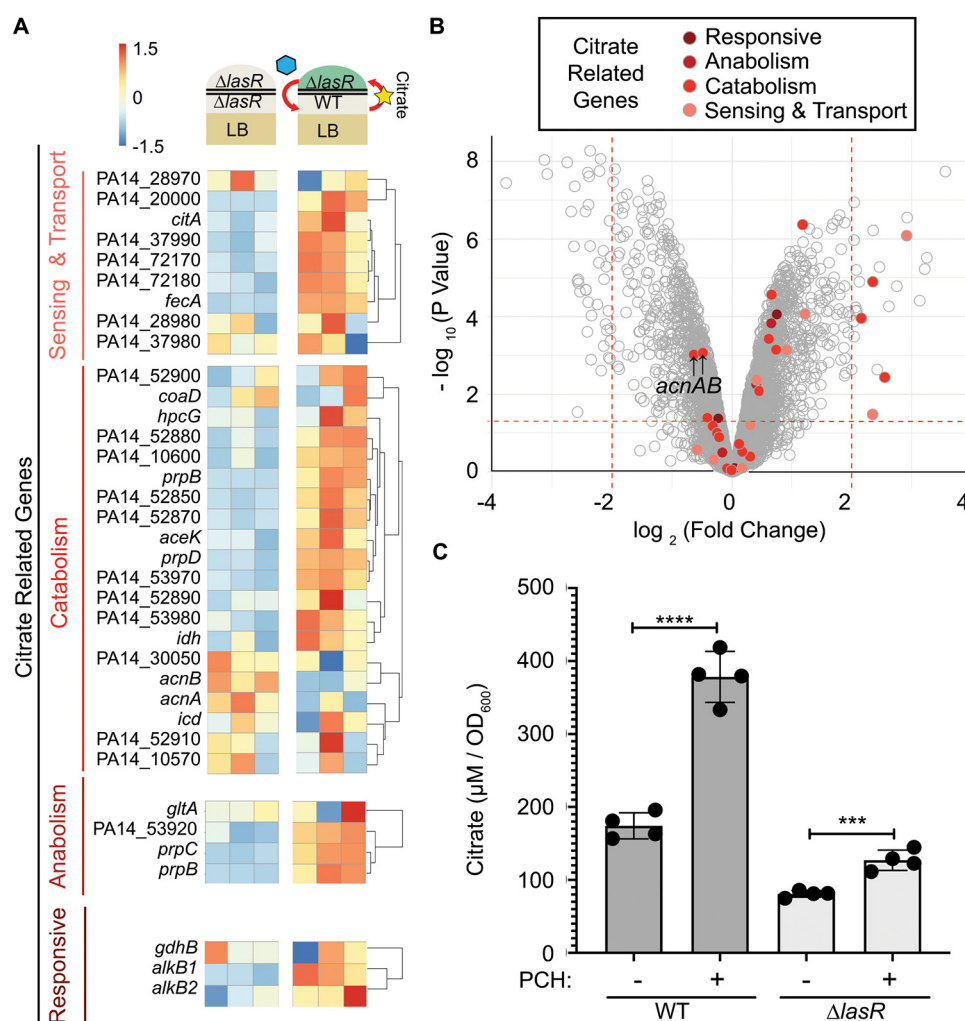 A
1.5
0
-1.5
ΔlasR
ΔlasR
LB
ΔlasR
WT
LB
Citrate
Citrate Related Genes
Sensing & Transport
PA14_28970
PA14_20000
citA
PA14_37990
PA14_72170
PA14_72180
fecA
PA14_28980
PA14_37980
Catabolism
PA14_52900
coaD
hpcG
PA14_52880
PA14_10600
prpB
PA14_52850
PA14_52870
aceK
prpD
PA14_53970
PA14_52890
PA14_53980
idh
PA14_30050
acnB
acnA
icd
PA14_52910
PA14_10570
Anabolism
gltA
PA14_53920
prpC
prpB
Responsive
gdhB
alkB1
alkB2
B
Citrate
Related
Genes
Responsive
Anabolism
Catabolism
Sensing & Transport
- log 10 (P Value)
8
6
4
2
0
acnAB
-4
-2
0
2
4
log 2 (Fold Change)
C
Citrate (µM / OD600)
500
400
300
200
100
0
****
***
PCH:
-
+
-
+
WT
ΔlasR